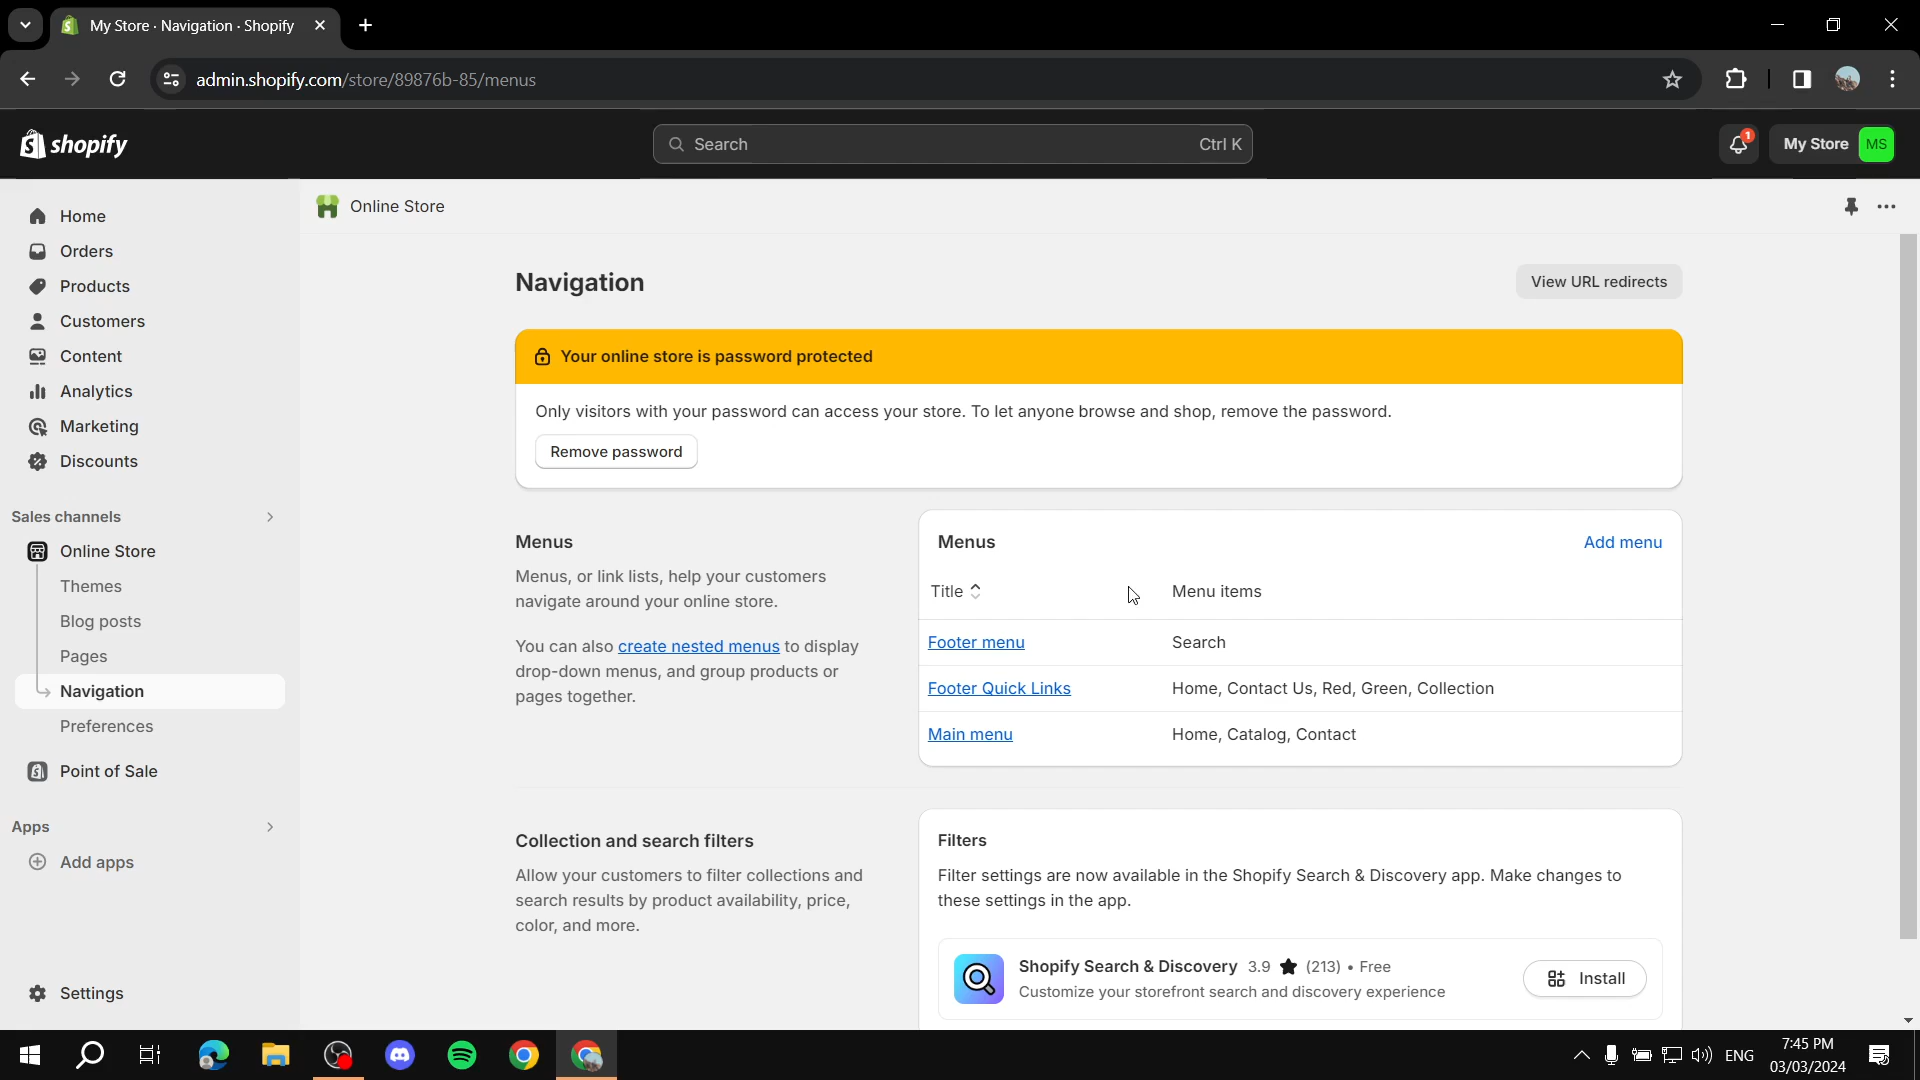 My Store · Navigation · Shopify
admin.shopify.com/store/89876b-85/menus
shopify
Search
Ctrl K
1
My Store
MS
Home
Orders
Products
Customers
Content
Analytics
Marketing
Discounts
Sales channels
Online Store
Themes
Blog posts
Pages
Navigation
Preferences
Point of Sale
Apps
Add apps
Settings
Online Store
Navigation
View URL redirects
Your online store is password protected
Only visitors with your password can access your store. To let anyone browse and shop, remove the password.
Remove password
Menus
Menus, or link lists, help your customers
navigate around your online store.
You can also create nested menus to display
drop-down menus, and group products or
pages together.
Menus
Add menu
Title
Menu items
Footer menu
Search
Footer Quick Links
Home, Contact Us, Red, Green, Collection
Main menu
Home, Catalog, Contact
Collection and search filters
Allow your customers to filter collections and
search results by product availability, price,
color, and more.
Filters
Filter settings are now available in the Shopify Search & Discovery app. Make changes to
these settings in the app.
Shopify Search & Discovery 3.9 ★ (213) • Free
Customize your storefront search and discovery experience
Install
ENG
7:45 PM
03/03/2024